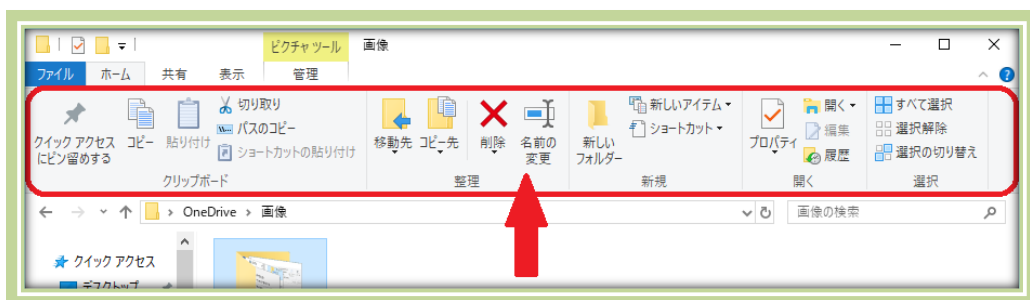 ピクチャ ツール 画像
ファイル ホーム 共有 表示 管理
クイック アクセス
にピン留めする
コピー
貼り付け
切り取り
パスのコピー
ショートカットの貼り付け
クリップボード
移動先
コピー先
削除
名前の
変更
整理
新しい
フォルダー
新しいアイテム
ショートカット
新規
プロパティ
開く
編集
履歴
開く
すべて選択
選択解除
選択の切り替え
選択
OneDrive › 画像
画像の検索
クイック アクセス
デスクトップ